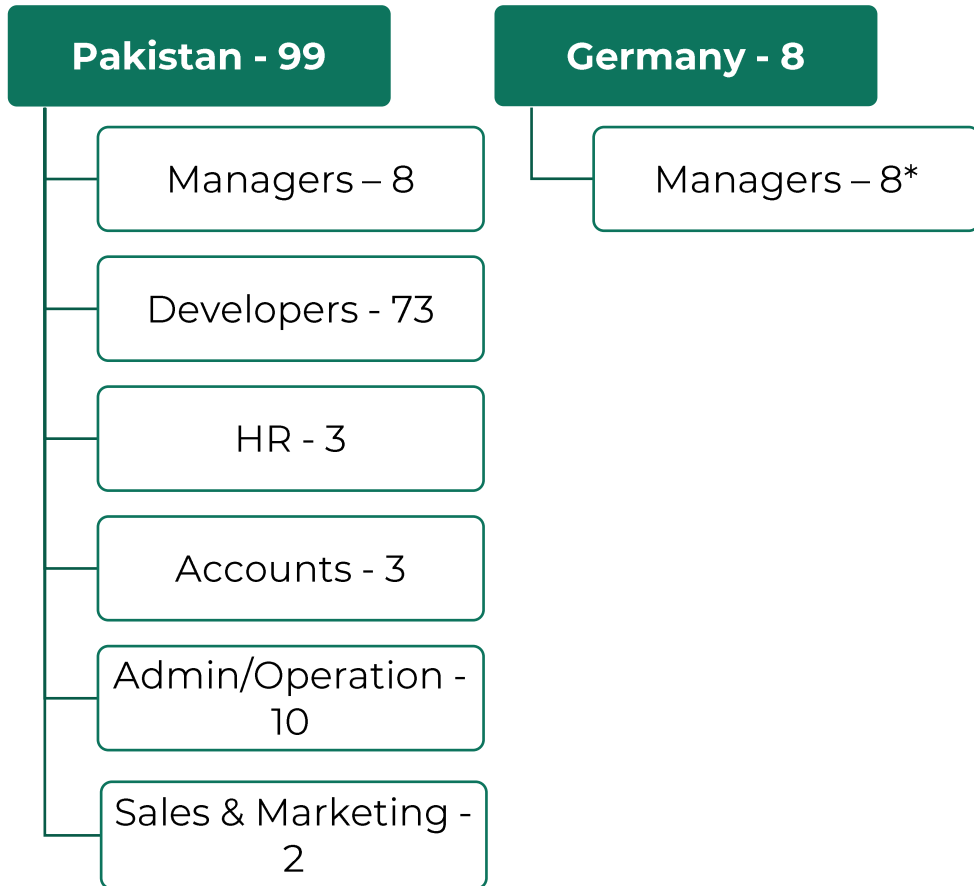 Pakistan - 99
Managers – 8
Developers - 73
HR - 3
Accounts - 3
Admin/Operation -
10
Sales & Marketing -
2
Germany - 8
Managers – 8*